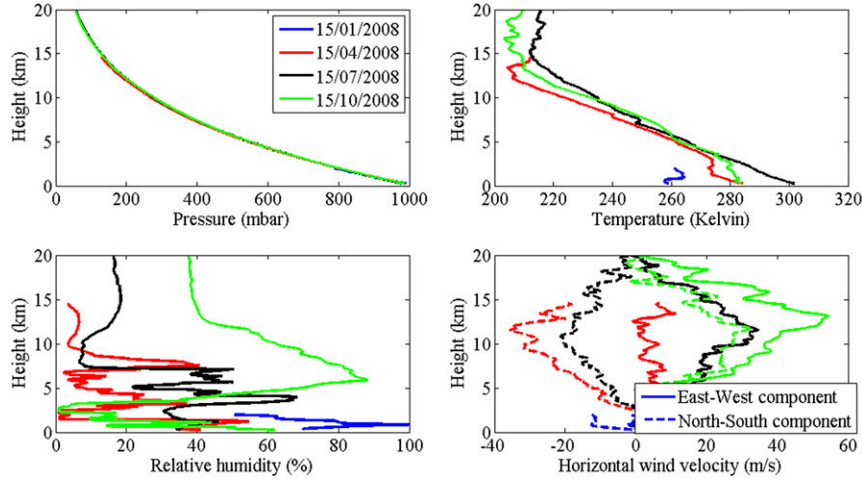 20
15
10
5
0
Height (km)
15/01/2008
15/04/2008
15/07/2008
15/10/2008
200 400 600 800 1000
Pressure (mbar)
20
15
10
5
0
Height (km)
200 220 240 260 280 300 320
Temperature (Kelvin)
20
15
10
5
0
Height (km)
0 20 40 60 80 100
Relative humidity (%)
20
15
10
5
0
Height (km)
East-West component
North-South component
-40 -20 0 20 40 60
Horizontal wind velocity (m/s)